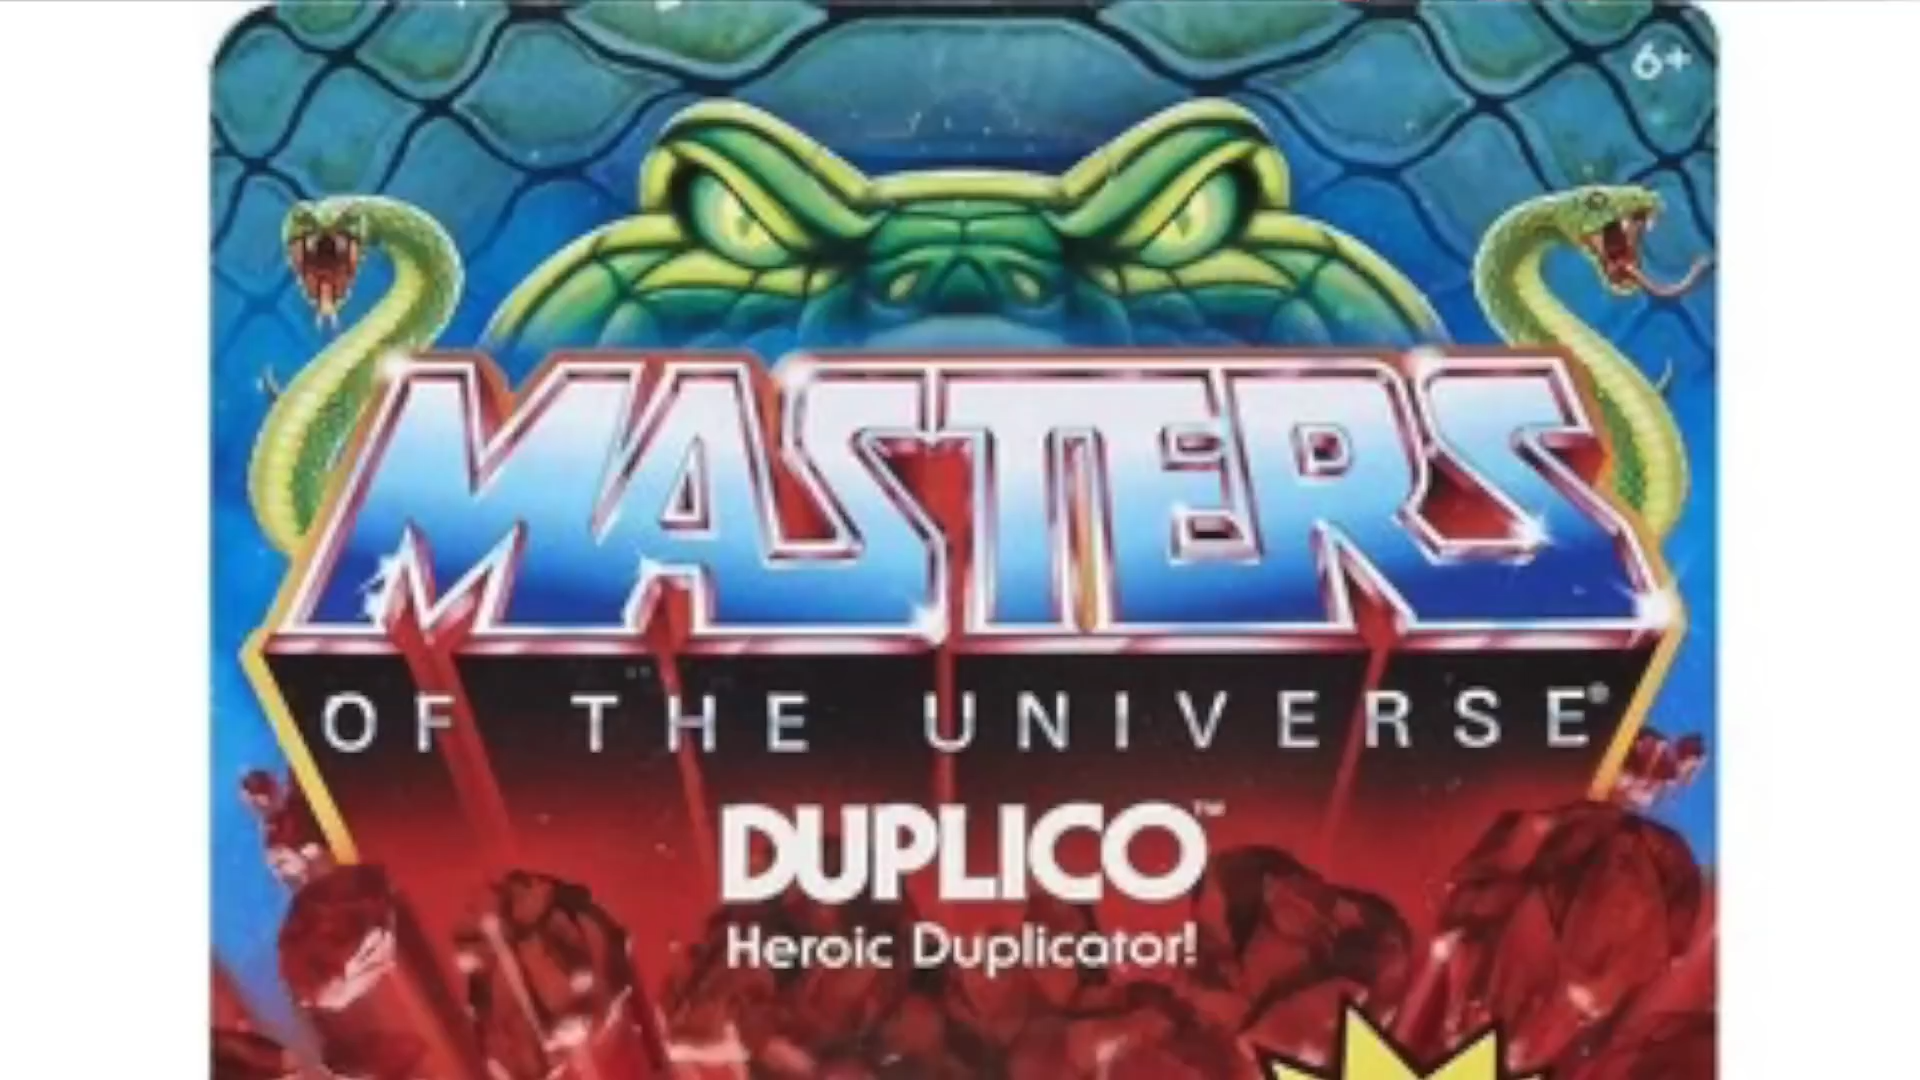 6+
MASTERS
OF THE UNIVERSE®
DUPLICO™
Heroic Duplicator!